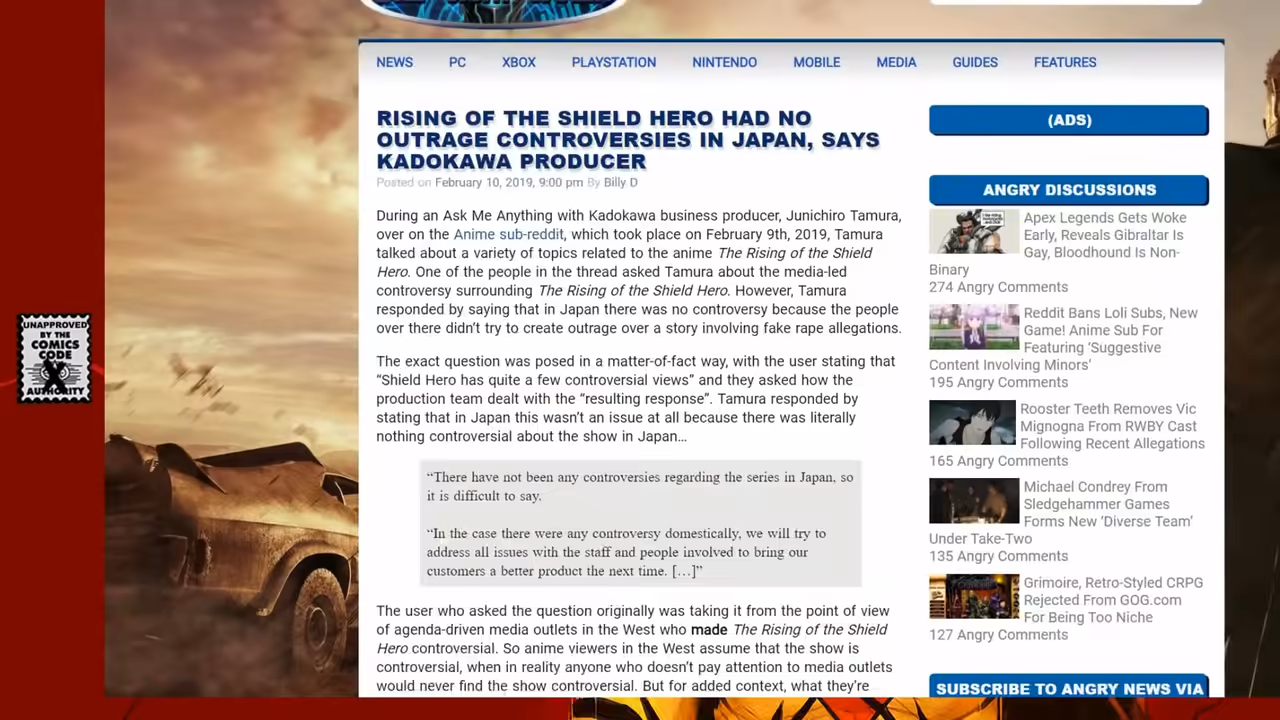 NEWS PC XBOX PLAYSTATION NINTENDO MOBILE MEDIA GUIDES FEATURES
RISING OF THE SHIELD HERO HAD NO
OUTRAGE CONTROVERSIES IN JAPAN, SAYS
KADOKAWA PRODUCER
Posted on February 10, 2019, 9:00 pm By Billy D
During an Ask Me Anything with Kadokawa business producer, Junichiro Tamura,
over on the Anime sub-reddit, which took place on February 9th, 2019, Tamura
talked about a variety of topics related to the anime The Rising of the Shield
Hero. One of the people in the thread asked Tamura about the media-led
controversy surrounding The Rising of the Shield Hero. However, Tamura
responded by saying that in Japan there was no controversy because the people
over there didn't try to create outrage over a story involving fake rape allegations.
The exact question was posed in a matter-of-fact way, with the user stating that
“Shield Hero has quite a few controversial views” and they asked how the
production team dealt with the “resulting response”. Tamura responded by
stating that in Japan this wasn't an issue at all because there was literally
nothing controversial about the show in Japan…
“There have not been any controversies regarding the series in Japan, so
it is difficult to say.
“In the case there were any controversy domestically, we will try to
address all issues with the staff and people involved to bring our
customers a better product the next time. […]”
The user who asked the question originally was taking it from the point of view
of agenda-driven media outlets in the West who made The Rising of the Shield
Hero controversial. So anime viewers in the West assume that the show is
controversial, when in reality anyone who doesn't pay attention to media outlets
would never find the show controversial. But for added context, what they're
(ADS)
ANGRY DISCUSSIONS
Apex Legends Gets Woke
Early, Reveals Gibraltar Is
Gay, Bloodhound Is Non-
Binary
274 Angry Comments
Reddit Bans Loli Subs, New
Game! Anime Sub For
Featuring ‘Suggestive
Content Involving Minors’
195 Angry Comments
Rooster Teeth Removes Vic
Mignogna From RWBY Cast
Following Recent Allegations
165 Angry Comments
Michael Condrey From
Sledgehammer Games
Forms New ‘Diverse Team’
Under Take-Two
135 Angry Comments
Grimoire, Retro-Styled CRPG
Rejected From GOG.com
For Being Too Niche
127 Angry Comments
SUBSCRIBE TO ANGRY NEWS VIA
UNAPPROVED
BY THE
COMICS
CODE
AUTHORITY